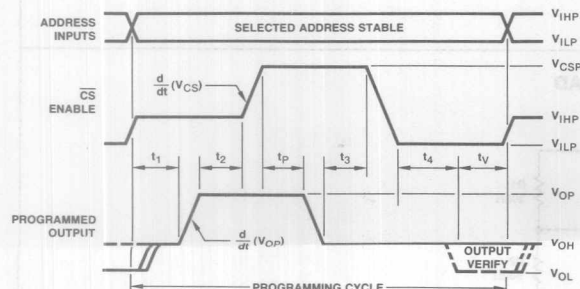 ADDRESS
INPUTS
SELECTED ADDRESS STABLE
VIHP
VILP
VCSP
d/dt (VCS)
CS
ENABLE
VIHP
VILP
t1
t2
tP
t3
t4
tV
VOP
PROGRAMMED
OUTPUT
d/dt (VOP)
VOH
OUTPUT
VERIFY
VOL
PROGRAMMING CYCLE